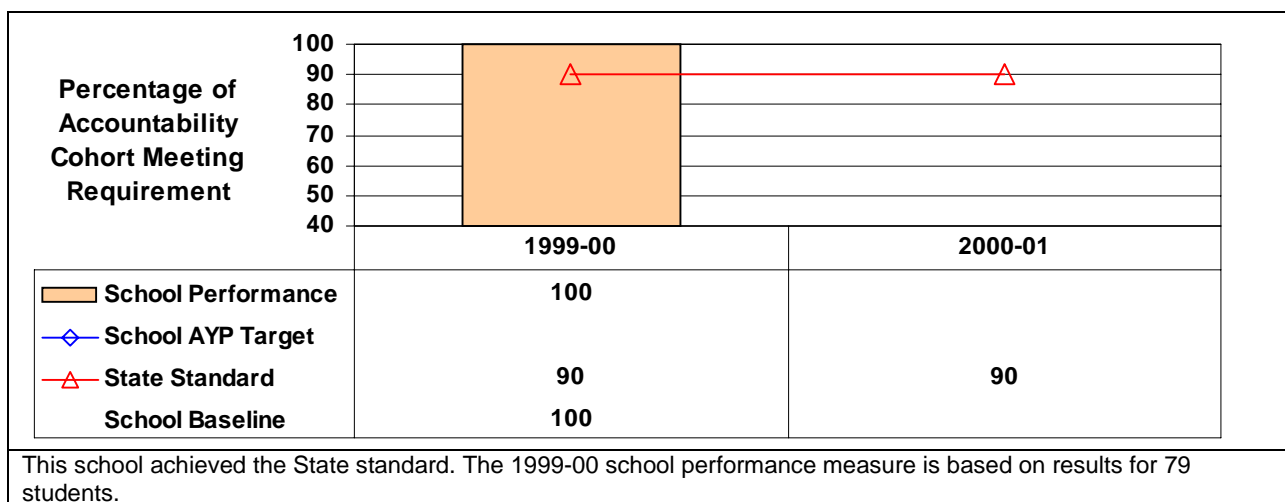 Percentage of
Accountability
Cohort Meeting
Requirement
100
90
80
70
60
50
40
1999-00 2000-01
School Performance 100
School AYP Target
State Standard 90 90
School Baseline 100
This school achieved the State standard. The 1999-00 school performance measure is based on results for 79
students.